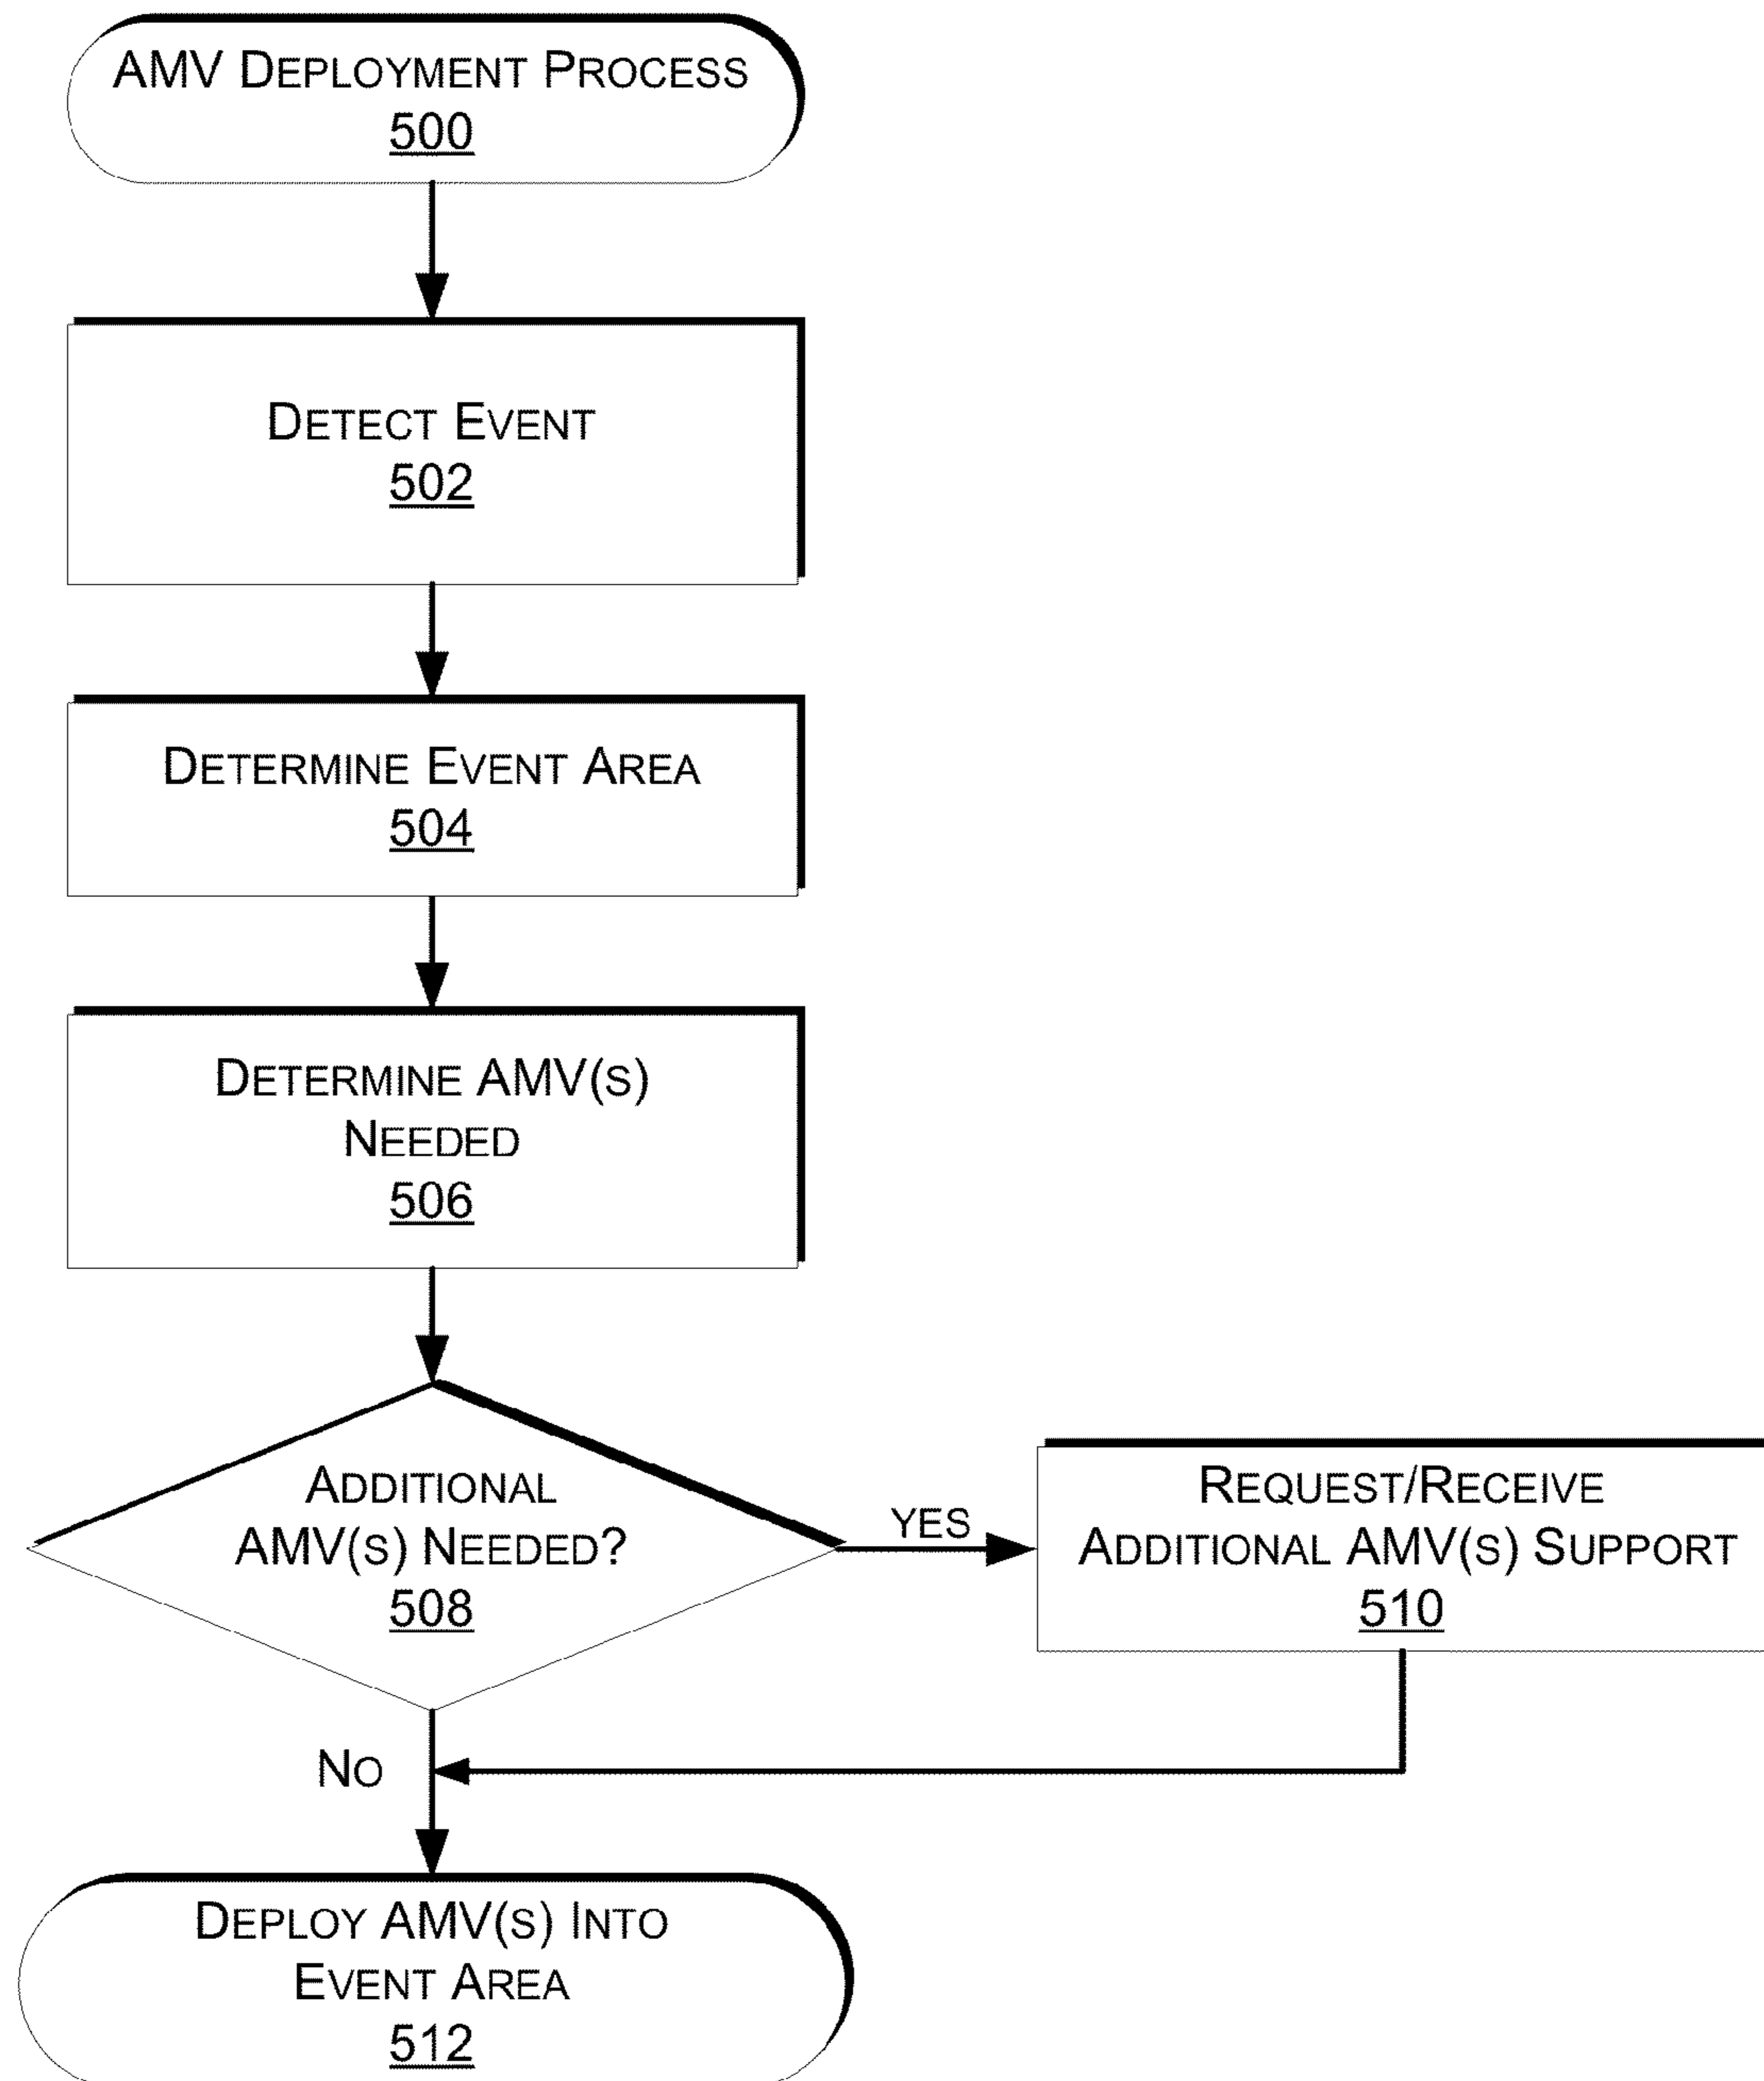 AMV DEPLOYMENT PROCESS
500
DETECT EVENT
502
DETERMINE EVENT AREA
504
DETERMINE AMV(S)
NEEDED
506
ADDITIONAL
AMV(S) NEEDED?
508
YES
REQUEST/RECEIVE
ADDITIONAL AMV(S) SUPPORT
510
NO
DEPLOY AMV(S) INTO
EVENT AREA
512